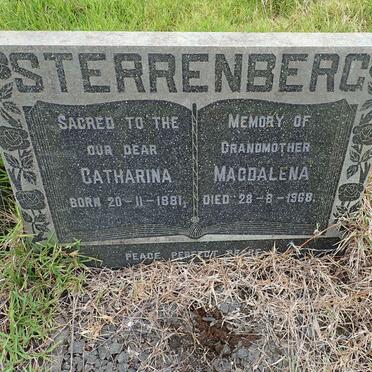 STERRENBERG
SACRED TO THE MEMORY OF
OUR DEAR GRANDMOTHER
CATHARINA MAGDALENA
BORN 20-11-1881, DIED 28-8-1968.
PEACE, PERFECT